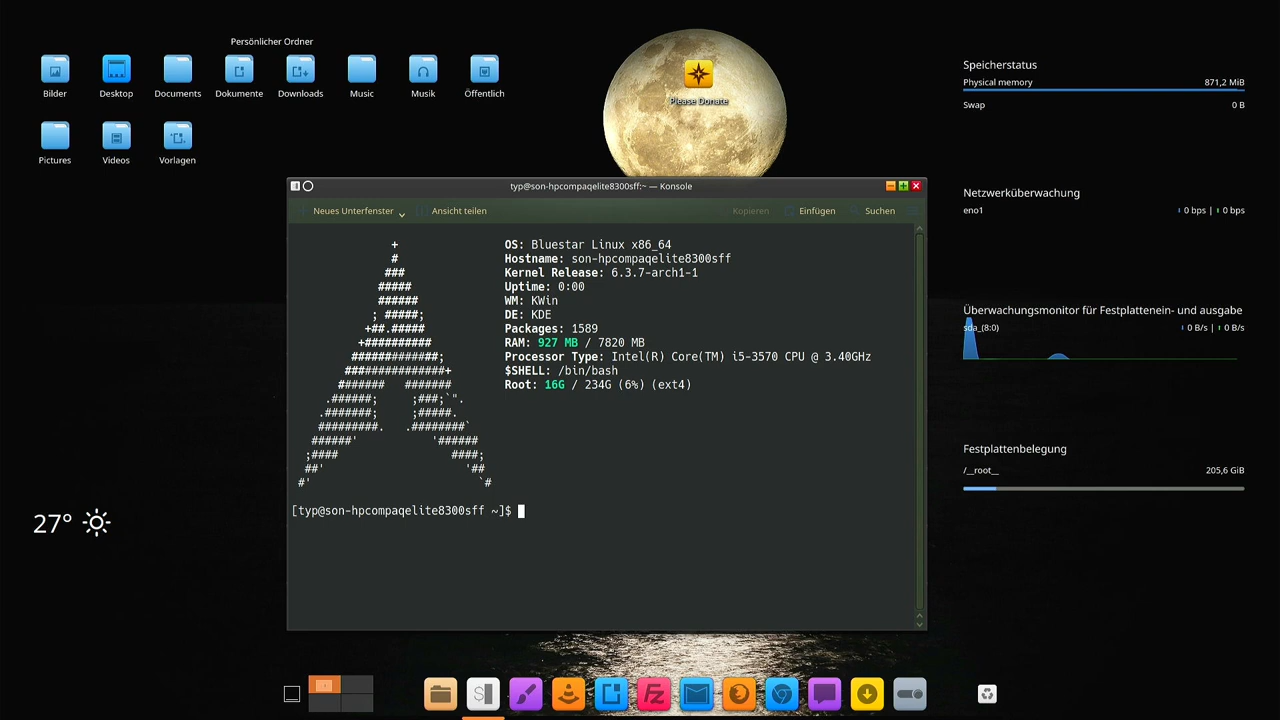 Persönlicher Ordner
Bilder
Desktop
Documents
Dokumente
Downloads
Music
Musik
Öffentlich
Pictures
Videos
Vorlagen
Please Donate
Speicherstatus
Physical memory 871,2 MiB
Swap 0 B
Netzwerküberwachung
eno1 0 bps | 0 bps
Überwachungsmonitor für Festplattenein- und ausgabe
sda_(8:0) 0 B/s | 0 B/s
Festplattenbelegung
/__root__ 205,6 GiB
27°
typ@son-hpcompaqelite8300sff:~ — Konsole
Neues Unterfenster Ansicht teilen Kopieren Einfügen Suchen
OS: Bluestar Linux x86_64
Hostname: son-hpcompaqelite8300sff
Kernel Release: 6.3.7-arch1-1
Uptime: 0:00
WM: KWin
DE: KDE
Packages: 1589
RAM: 927 MB / 7820 MB
Processor Type: Intel(R) Core(TM) i5-3570 CPU @ 3.40GHz
$SHELL: /bin/bash
Root: 16G / 234G (6%) (ext4)
[typ@son-hpcompaqelite8300sff ~]$